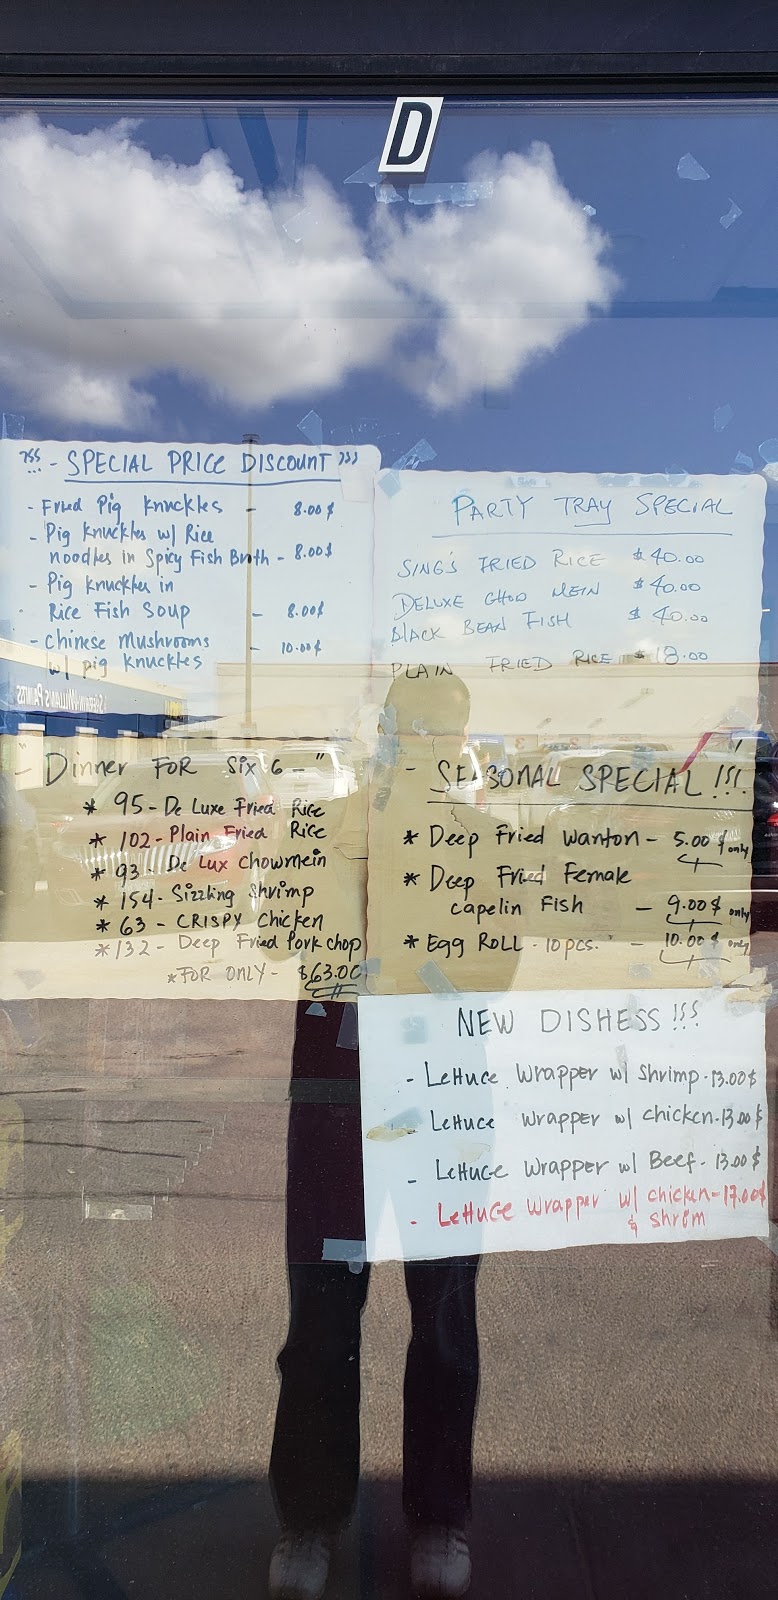 D
- SPECIAL PRICE DISCOUNT
- Fried Pig knuckles - 8.00$
- Pig knuckles w/ Rice
noodles in Spicy Fish Broth - 8.00$
- Pig knuckles in
Rice Fish Soup - 8.00$
- Chinese mushrooms - 10.00$
w/ pig knuckles
PARTY TRAY SPECIAL
SING'S FRIED RICE $40.00
DELUXE CHOO MEIN $40.00
BLACK BEAN FISH $40.00
PLAIN FRIED RICE $18.00
SHERWIN-WILLIAMS PAINTS
"- Dinner FOR Six 6 -"
* 95 - De Luxe Fried Rice
* 102 - Plain Fried Rice
* 93 - De Lux Chowmein
* 154 - Sizzling Shrimp
* 63 - CRISPY Chicken
* 132 - Deep Fried Pork chop
* FOR ONLY - $63.00
- SEASONAL SPECIAL!!!
* Deep Fried Wanton - 5.00$ only
* Deep Fried Female
capelin Fish - 9.00$ only
* Egg Roll - 10 pcs. - 10.00$ only
NEW DISHESS!!!
- Lettuce Wrapper w/ Shrimp - 13.00$
- Lettuce Wrapper w/ chicken - 13.00$
- Lettuce Wrapper w/ Beef - 13.00$
- Lettuce Wrapper w/ chicken - 17.00$
& shrim